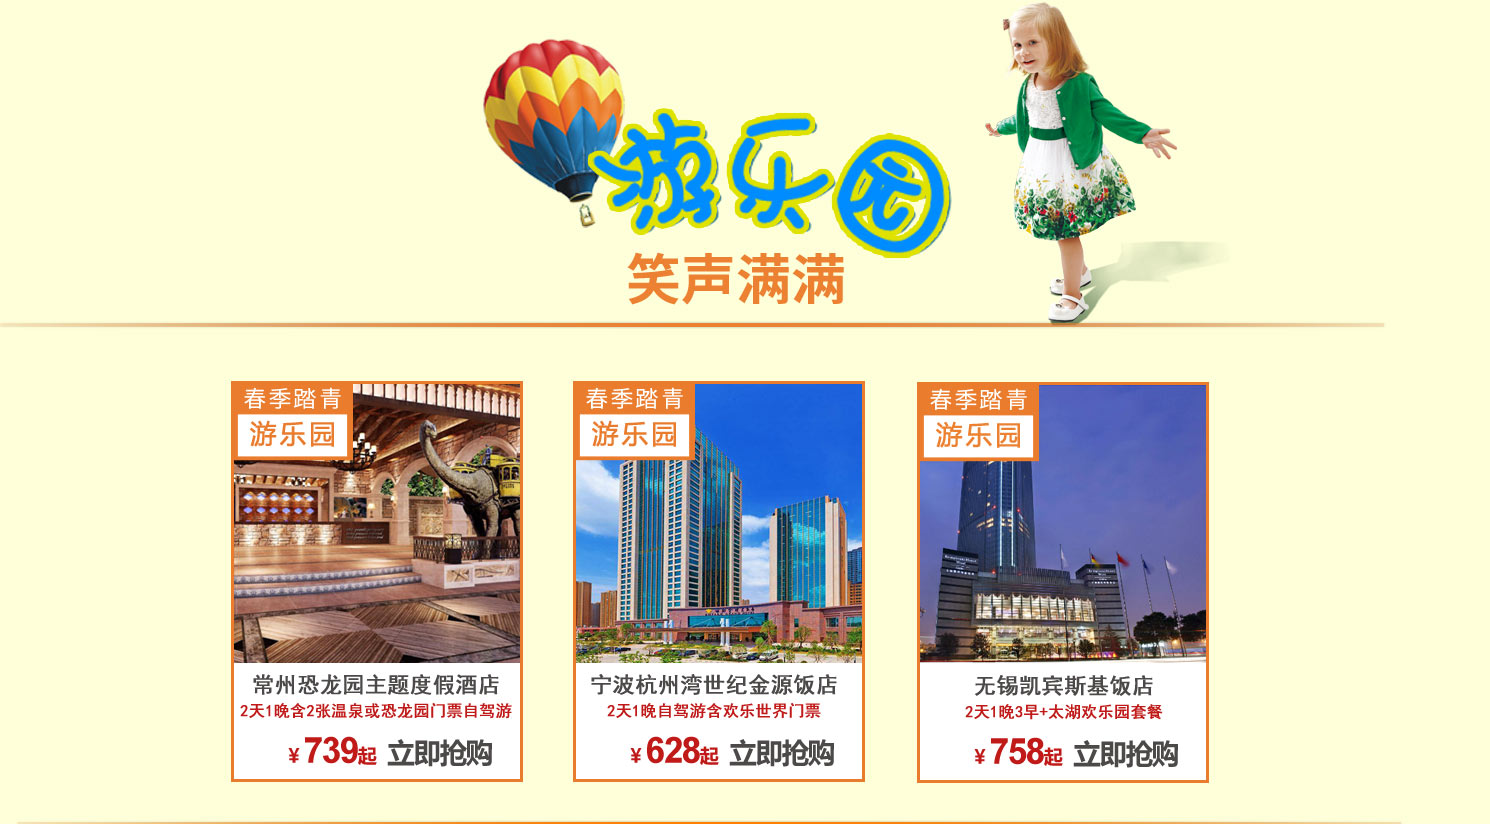 游乐园
笑声满满
春季踏青
游乐园
常州恐龙园主题度假酒店
2天1晚含2张温泉或恐龙园门票自驾游
¥ 739起 立即抢购
春季踏青
游乐园
宁波杭州湾世纪金源饭店
2天1晚自驾游含欢乐世界门票
¥ 628起 立即抢购
春季踏青
游乐园
无锡凯宾斯基饭店
2天1晚3早+太湖欢乐园套餐
¥ 758起 立即抢购